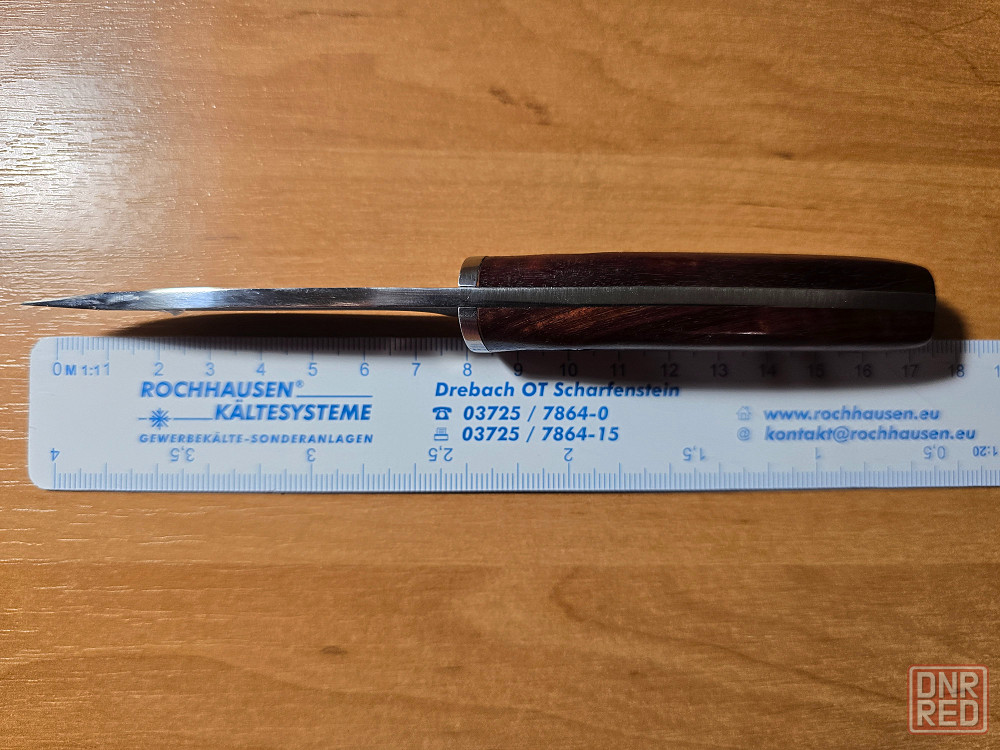 0 M 1:1 1 2 3 4 5 6 7 8 9 10 11 12 13 14 15 16 17 18
ROCHHAUSEN®
KÄLTESYSTEME
GEWERBEKÄLTE-SONDERANLAGEN
Drebach OT Scharfenstein
☎ 03725 / 7864-0
03725 / 7864-15
www.rochhausen.eu
@ kontakt@rochhausen.eu
4 3,5 3 2,5 2 1,5 1 0,5 1:20
DNR
RED